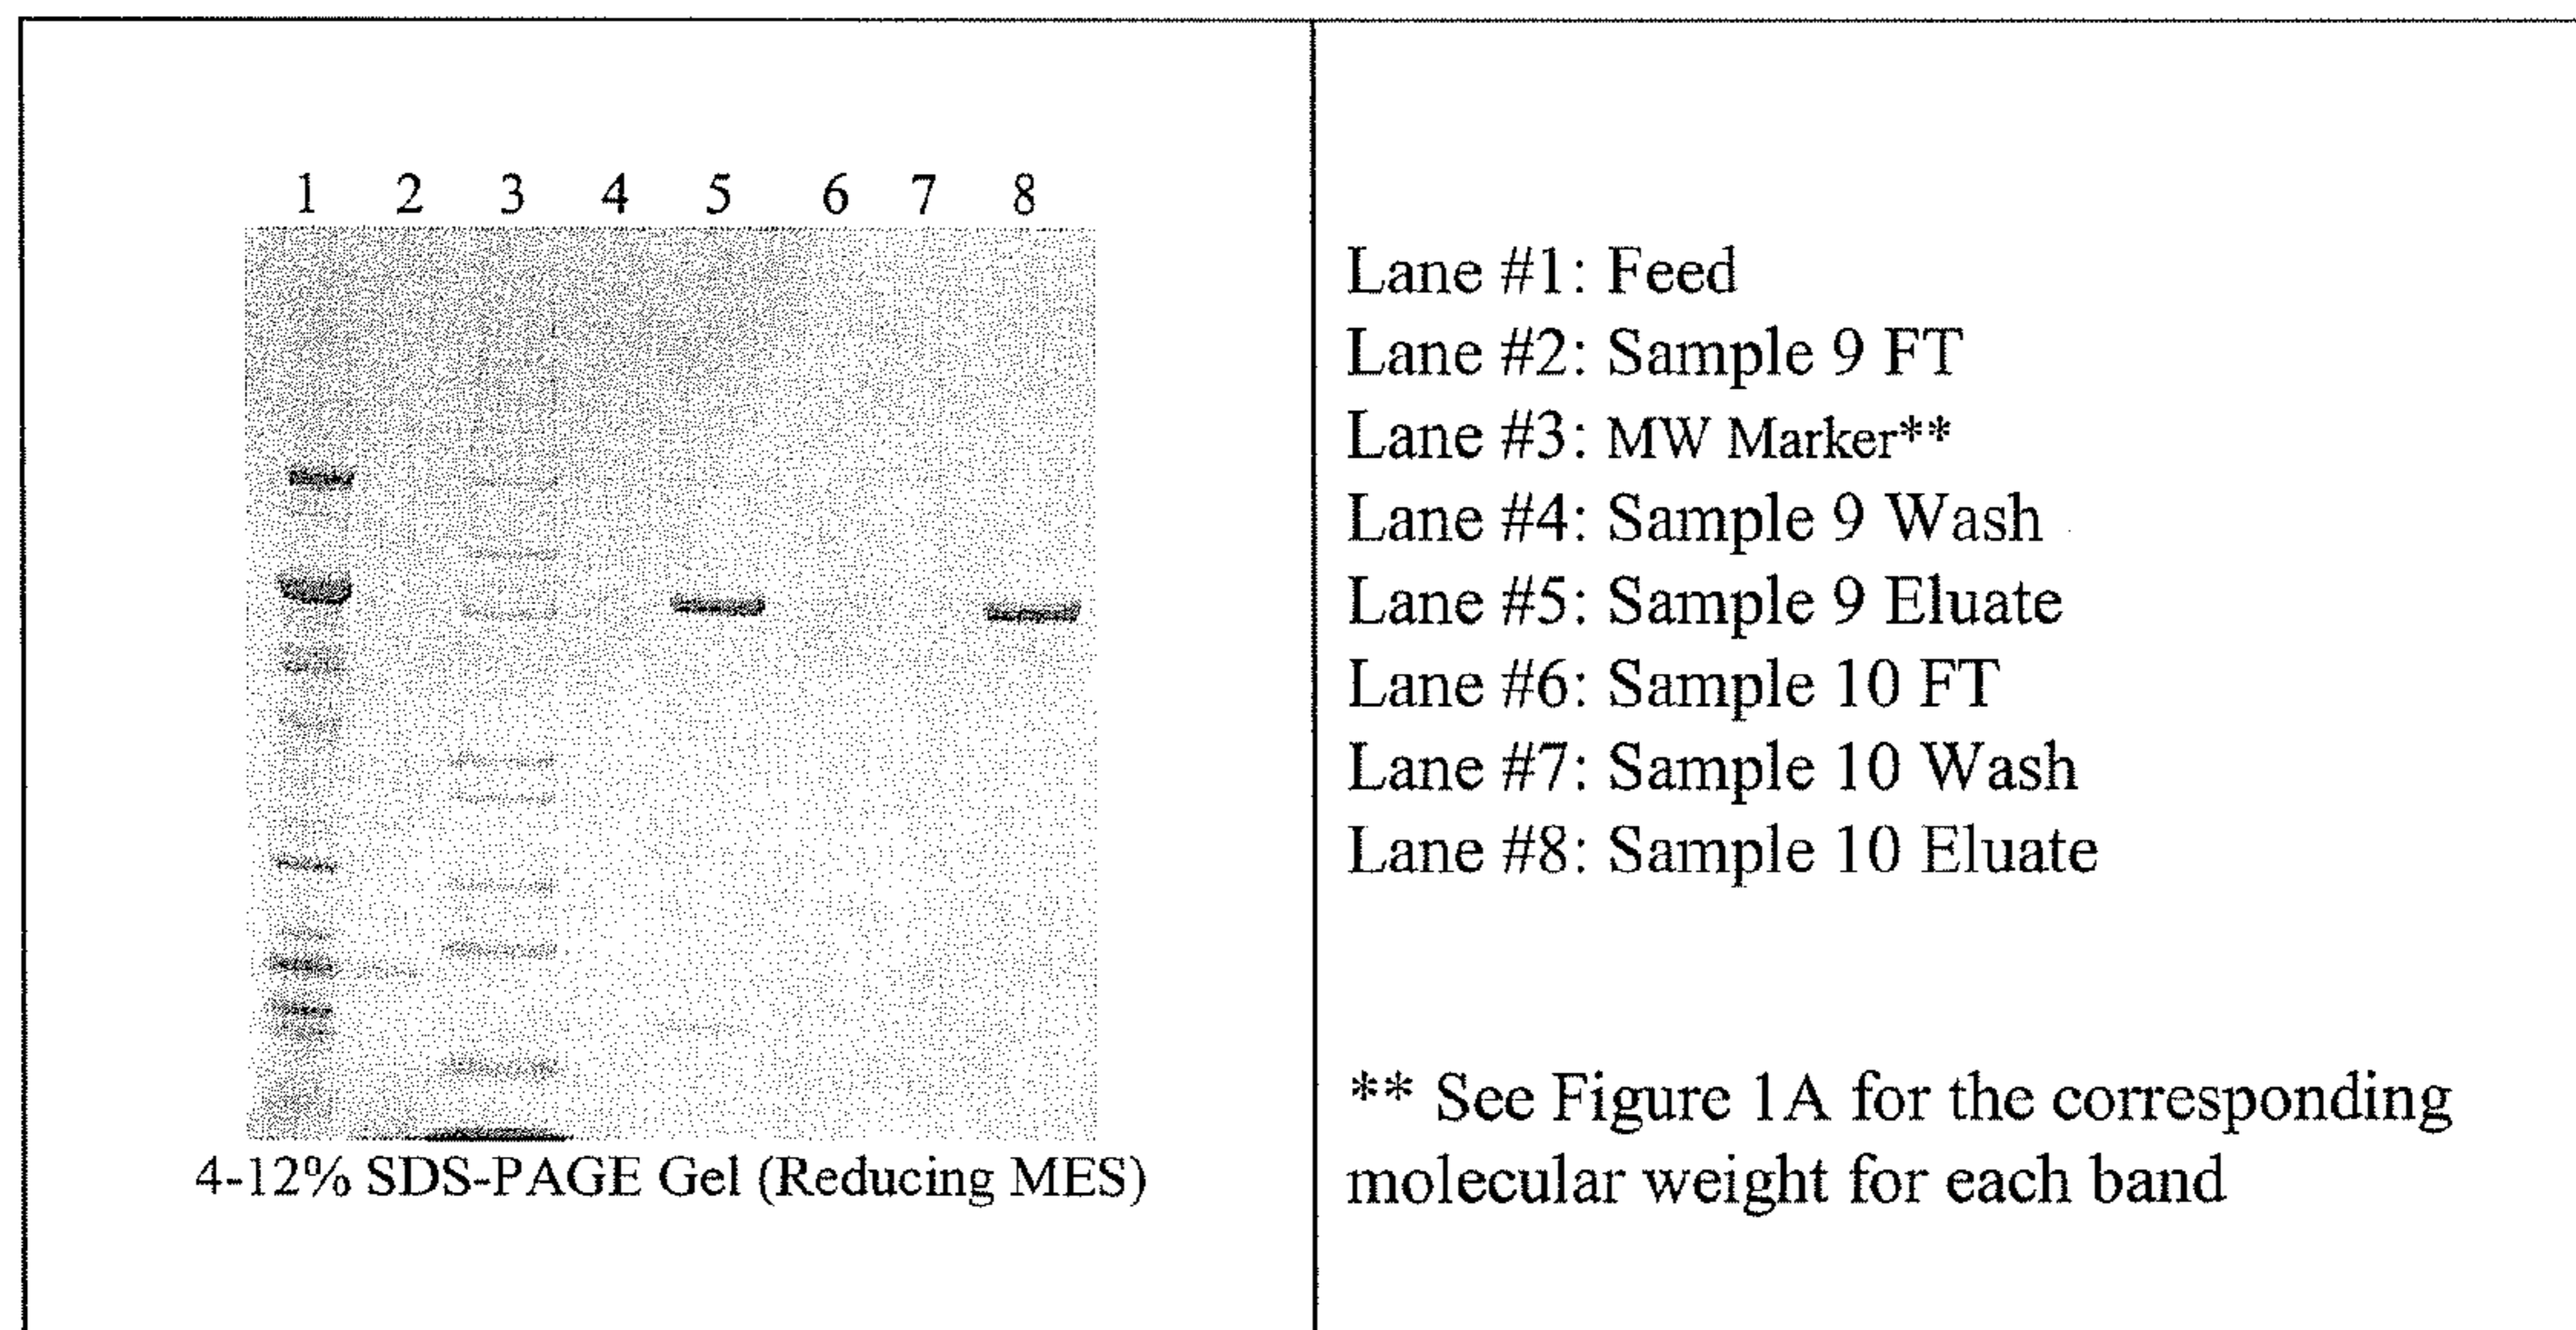 1 2 3 4 5 6 7 8
4-12% SDS-PAGE Gel (Reducing MES)
Lane #1: Feed
Lane #2: Sample 9 FT
Lane #3: MW Marker**
Lane #4: Sample 9 Wash
Lane #5: Sample 9 Eluate
Lane #6: Sample 10 FT
Lane #7: Sample 10 Wash
Lane #8: Sample 10 Eluate
** See Figure 1A for the corresponding
molecular weight for each band